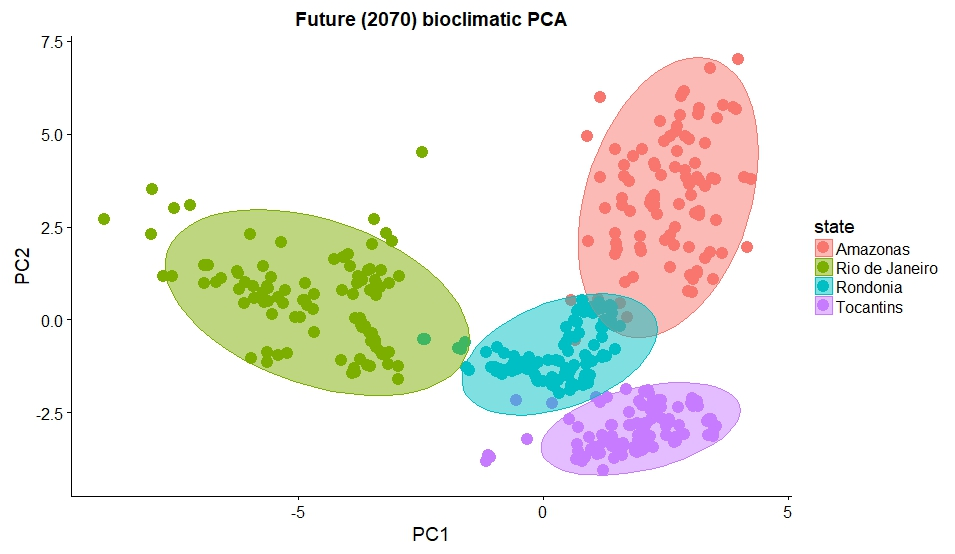 Future (2070) bioclimatic PCA
7.5
5.0
2.5
0.0
-2.5
PC2
-5
0
5
PC1
state
Amazonas
Rio de Janeiro
Rondonia
Tocantins